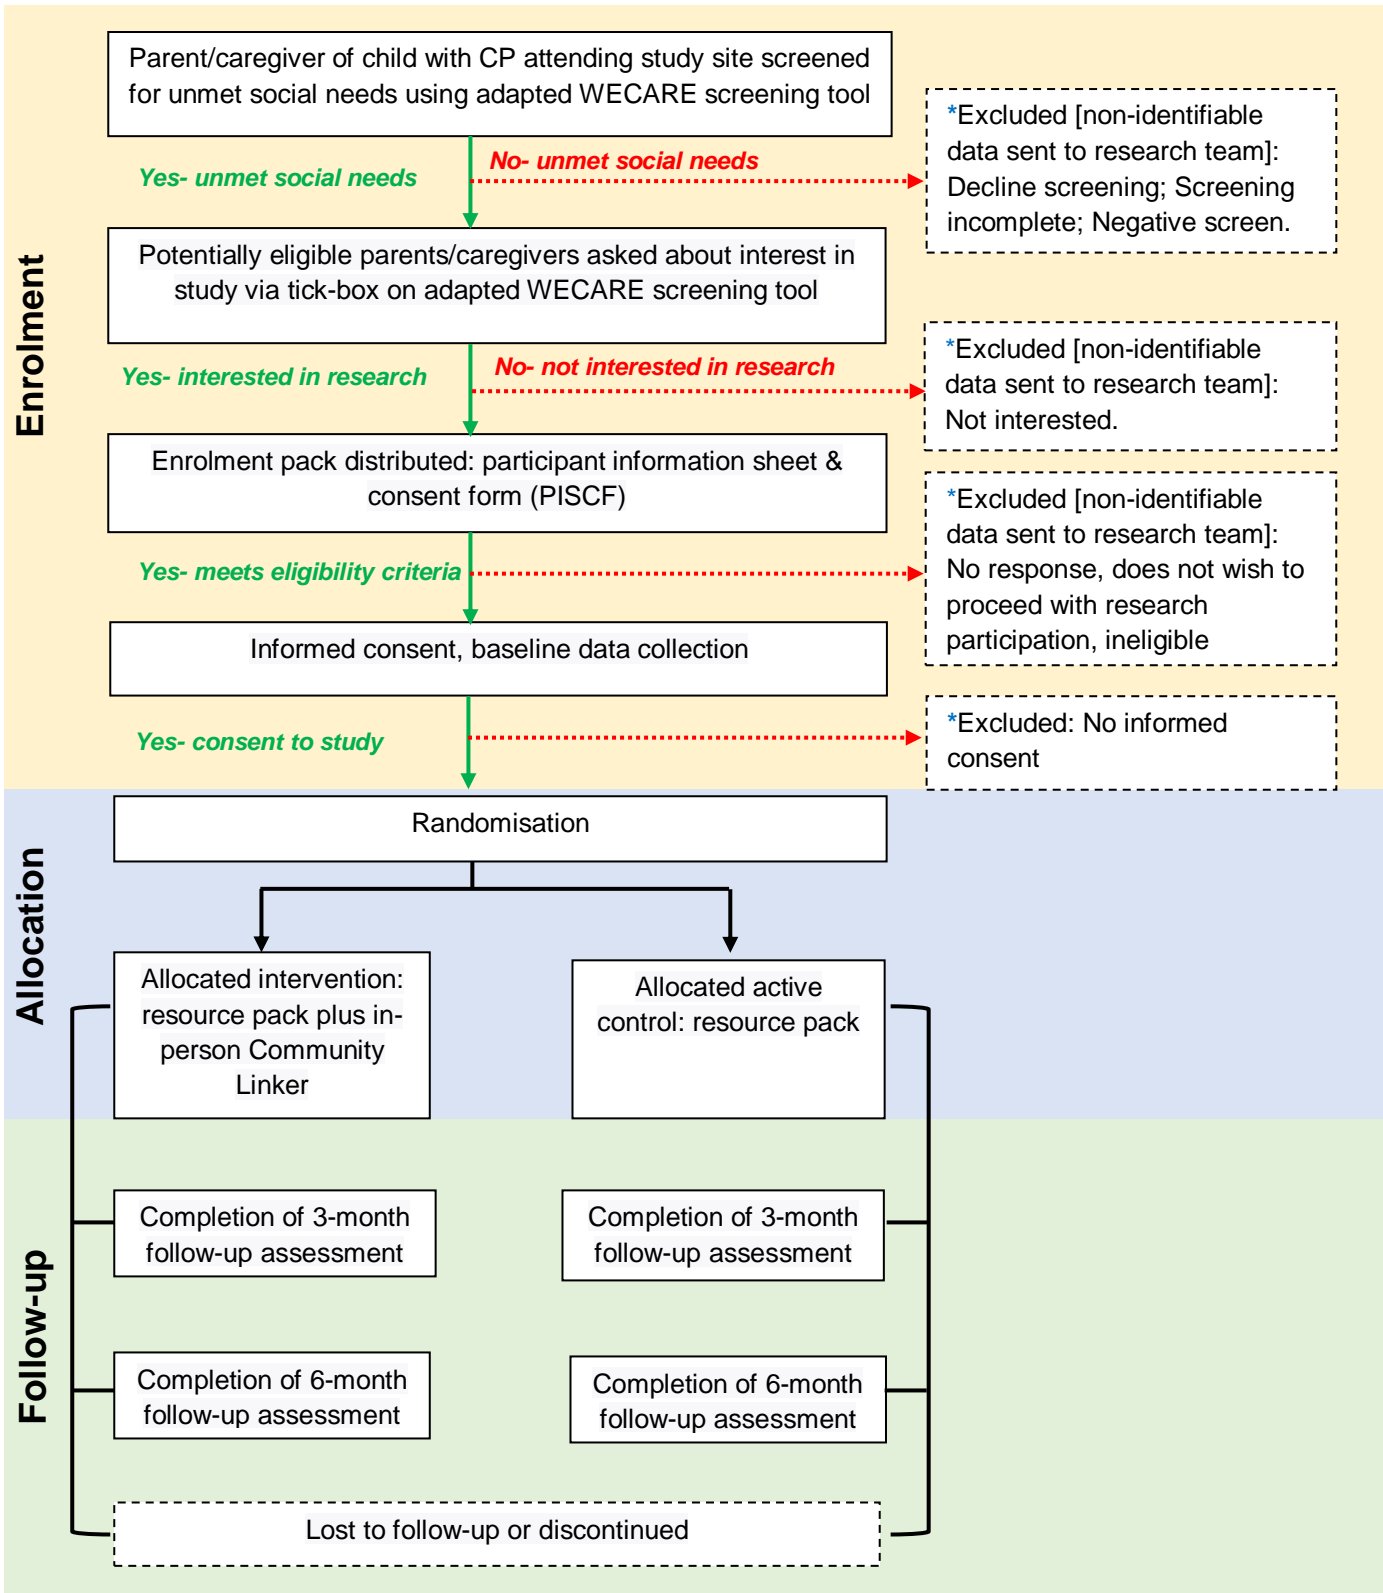 Enrolment
Parent/caregiver of child with CP attending study site screened
for unmet social needs using adapted WECARE screening tool
Yes- unmet social needs
No- unmet social needs
*Excluded [non-identifiable
data sent to research team]:
Decline screening; Screening
incomplete; Negative screen.
Potentially eligible parents/caregivers asked about interest in
study via tick-box on adapted WECARE screening tool
Yes- interested in research
No- not interested in research
*Excluded [non-identifiable
data sent to research team]:
Not interested.
Enrolment pack distributed: participant information sheet &
consent form (PISCF)
Yes- meets eligibility criteria
*Excluded [non-identifiable
data sent to research team]:
No response, does not wish to
proceed with research
participation, ineligible
Informed consent, baseline data collection
Yes- consent to study
*Excluded: No informed
consent
Allocation
Randomisation
Allocated intervention:
resource pack plus in-
person Community
Linker
Allocated active
control: resource pack
Follow-up
Completion of 3-month
follow-up assessment
Completion of 3-month
follow-up assessment
Completion of 6-month
follow-up assessment
Completion of 6-month
follow-up assessment
Lost to follow-up or discontinued